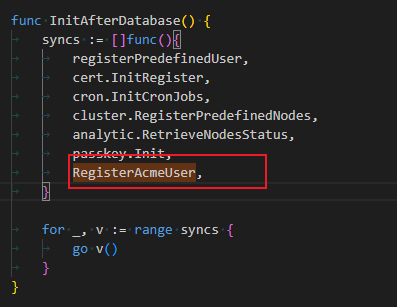 func InitAfterDatabase() {
syncs := []func(){
registerPredefinedUser,
cert.InitRegister,
cron.InitCronJobs,
cluster.RegisterPredefinedNodes,
analytic.RetrieveNodesStatus,
passkey.Init,
RegisterAcmeUser,
}
for _, v := range syncs {
go v()
}
}